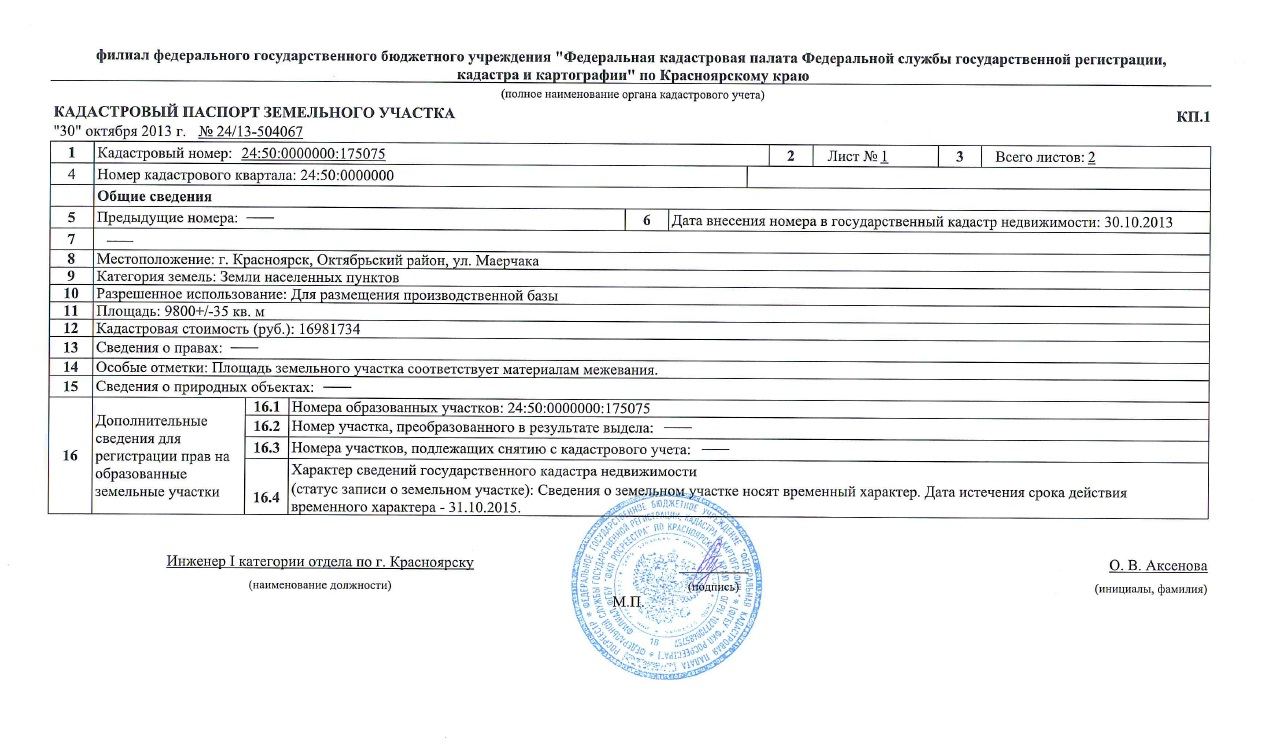 филиал федерального государственного бюджетного учреждения "Федеральная кадастровая палата Федеральной службы государственной регистрации,
кадастра и картографии" по Красноярскому краю
(полное наименование органа кадастрового учета)
КАДАСТРОВЫЙ ПАСПОРТ ЗЕМЕЛЬНОГО УЧАСТКА
КП.1
"30" октября 2013 г. № 24/13-504067
1 Кадастровый номер: 24:50:0000000:175075 2 Лист № 1 3 Всего листов: 2
4 Номер кадастрового квартала: 24:50:0000000
Общие сведения
5 Предыдущие номера: —— 6 Дата внесения номера в государственный кадастр недвижимости: 30.10.2013
7 ——
8 Местоположение: г. Красноярск, Октябрьский район, ул. Маерчака
9 Категория земель: Земли населенных пунктов
10 Разрешенное использование: Для размещения производственной базы
11 Площадь: 9800+/-35 кв. м
12 Кадастровая стоимость (руб.): 16981734
13 Сведения о правах: ——
14 Особые отметки: Площадь земельного участка соответствует материалам межевания.
15 Сведения о природных объектах: ——
16 Дополнительные
сведения для
регистрации прав на
образованные
земельные участки
16.1 Номера образованных участков: 24:50:0000000:175075
16.2 Номер участка, преобразованного в результате выдела: ——
16.3 Номера участков, подлежащих снятию с кадастрового учета: ——
16.4 Характер сведений государственного кадастра недвижимости
(статус записи о земельном участке): Сведения о земельном участке носят временный характер. Дата истечения срока действия
временного характера - 31.10.2015.
Инженер I категории отдела по г. Красноярску
О. В. Аксенова
(наименование должности)
(подпись)
(инициалы, фамилия)
М.П.